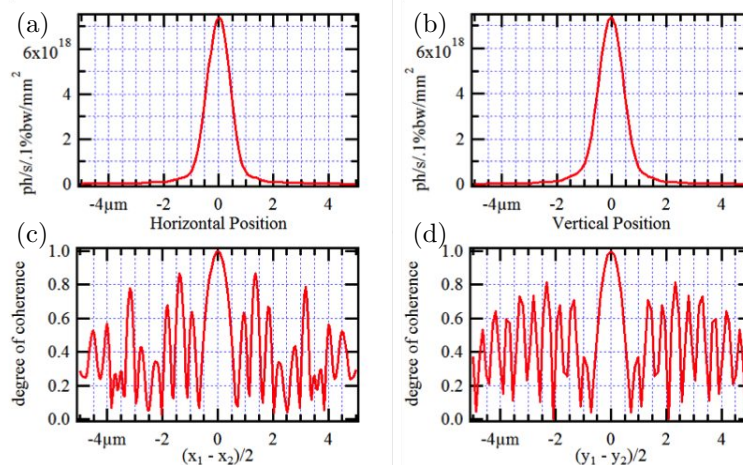 (a)
6x10^18
4
2
0
ph/s/.1%bw/mm^2
-4µm -2 0 2 4
Horizontal Position
(b)
6x10^18
4
2
0
ph/s/.1%bw/mm^2
-4µm -2 0 2 4
Vertical Position
(c)
1.0
0.8
0.6
0.4
0.2
0.0
degree of coherence
-4µm -2 0 2 4
(x₁ - x₂)/2
(d)
1.0
0.8
0.6
0.4
0.2
0.0
degree of coherence
-4µm -2 0 2 4
(y₁ - y₂)/2